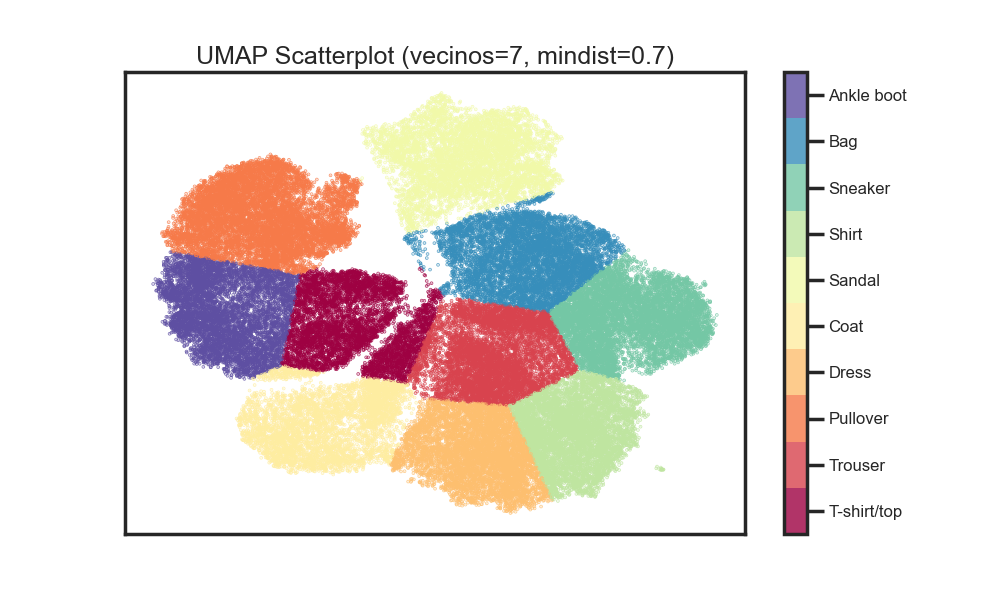 UMAP Scatterplot (vecinos=7, mindist=0.7)
Ankle boot
Bag
Sneaker
Shirt
Sandal
Coat
Dress
Pullover
Trouser
T-shirt/top